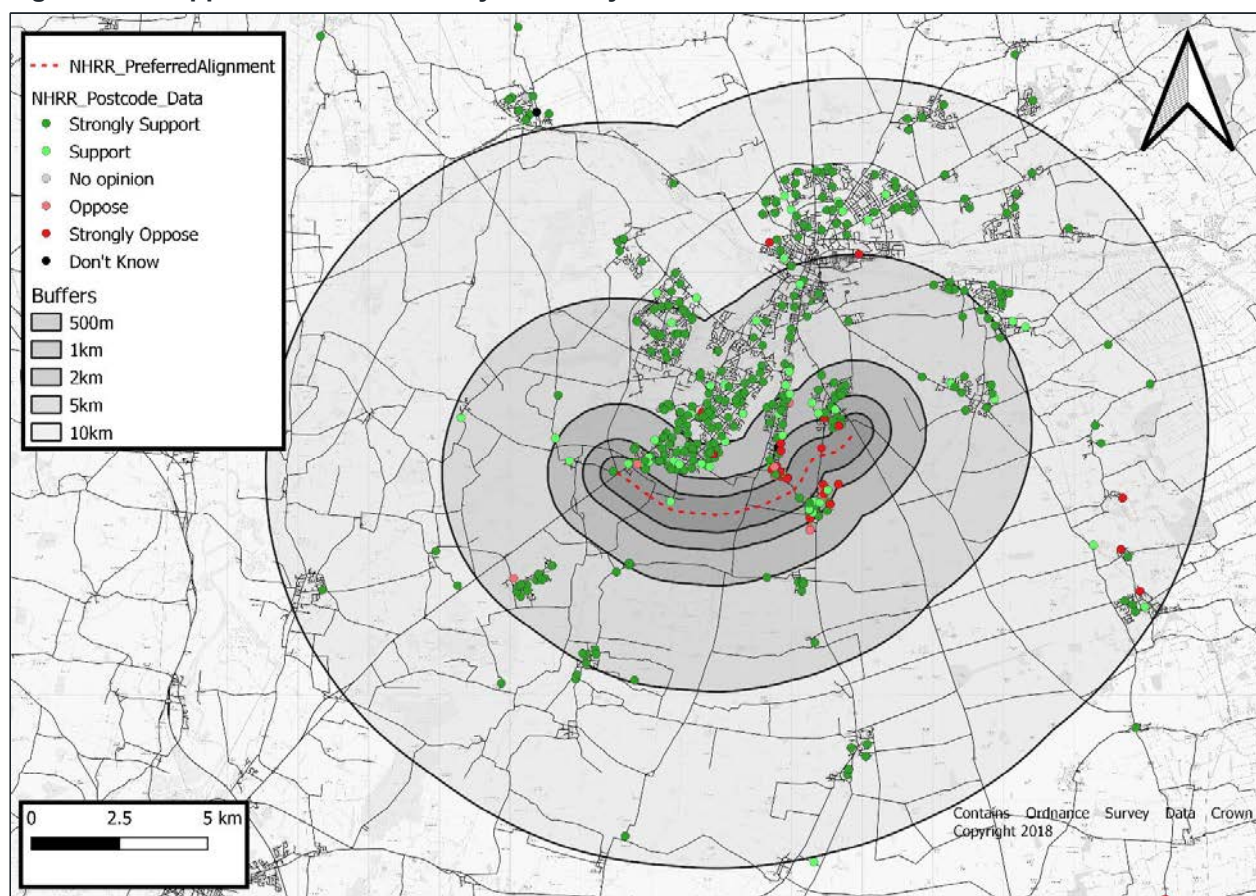 NHRR_PreferredAlignment
NHRR_Postcode_Data
Strongly Support
Support
No opinion
Oppose
Strongly Oppose
Don't Know
Buffers
500m
1km
2km
5km
10km
0 2.5 5 km
Contains Ordnance Survey Data Crown
Copyright 2018